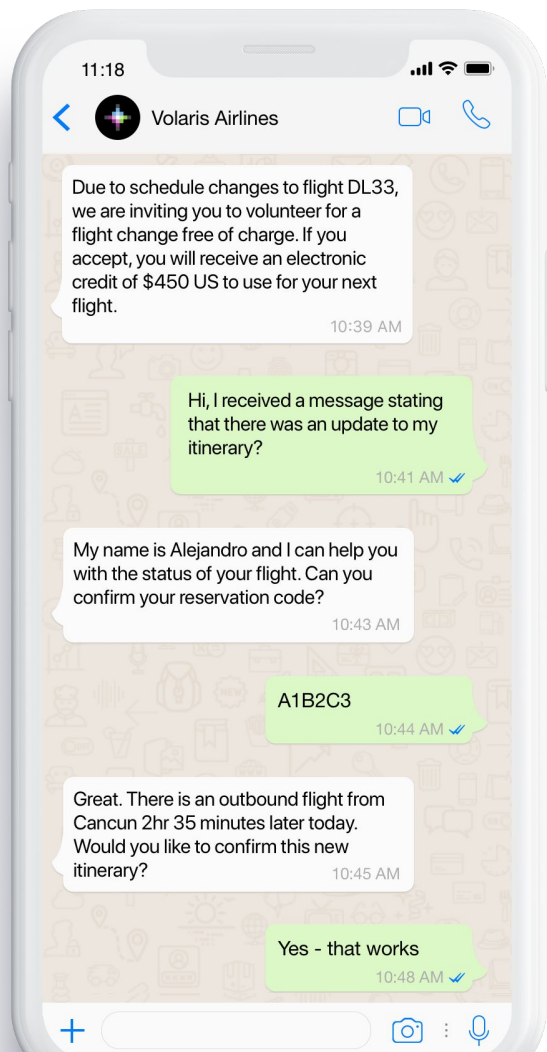 11:18
Volaris Airlines
Due to schedule changes to flight DL33,
we are inviting you to volunteer for a
flight change free of charge. If you
accept, you will receive an electronic
credit of $450 US to use for your next
flight.
10:39 AM
Hi, I received a message stating
that there was an update to my
itinerary?
10:41 AM
My name is Alejandro and I can help you
with the status of your flight. Can you
confirm your reservation code?
10:43 AM
A1B2C3
10:44 AM
Great. There is an outbound flight from
Cancun 2hr 35 minutes later today.
Would you like to confirm this new
itinerary?
10:45 AM
Yes - that works
10:48 AM